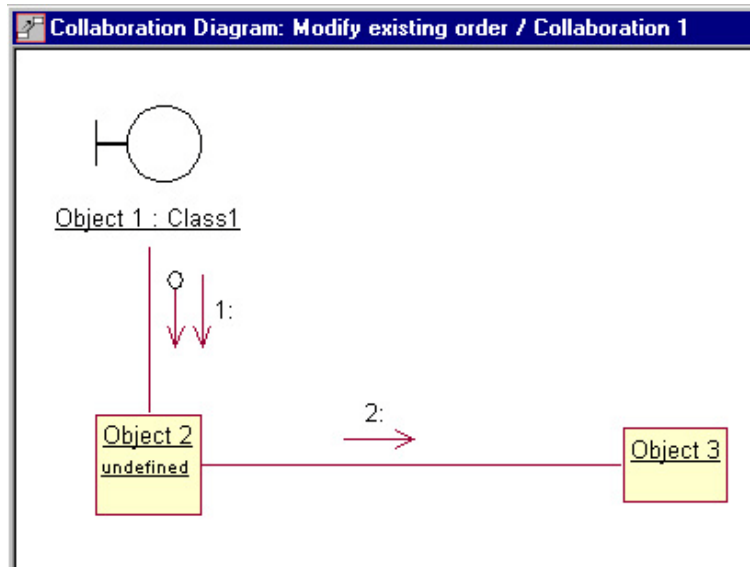 Collaboration Diagram: Modify existing order / Collaboration 1
Object 1 : Class1
1:
2:
Object 2
undefined
Object 3